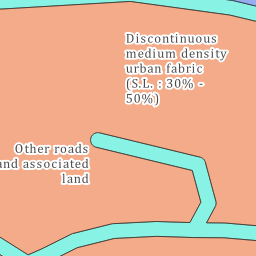 Discontinuous
medium density
urban fabric
(S.L. : 30% -
50%)
Other roads
and associated
land